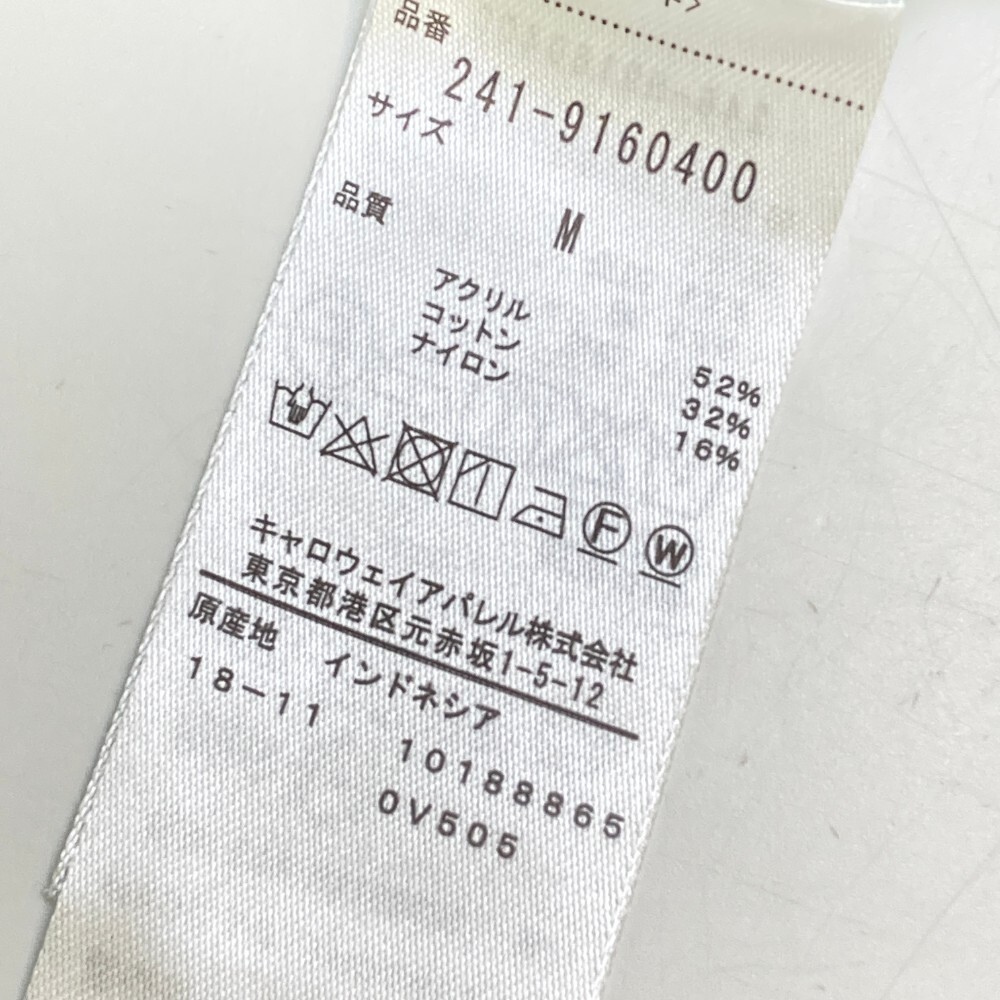 品番
241-9160400
サイズ
M
品質
アクリル 52%
コットン 32%
ナイロン 16%
F W
キャロウェイアパレル株式会社
東京都港区元赤坂1-5-12
原産地 インドネシア
18-11
10188865
0V505